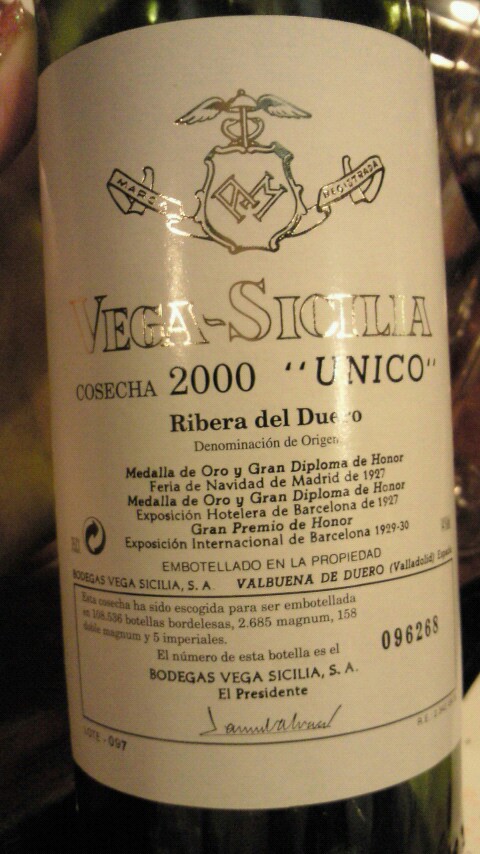 MARCA REGISTRADA
VEGA-SICILIA
COSECHA 2000 "UNICO"
Ribera del Duero
Denominación de Origen
Medalla de Oro y Gran Diploma de Honor
Feria de Navidad de Madrid de 1927
Medalla de Oro y Gran Diploma de Honor
Exposición Hotelera de Barcelona de 1927
Gran Premio de Honor
Exposición Internacional de Barcelona 1929-30
EMBOTELLADO EN LA PROPIEDAD
BODEGAS VEGA SICILIA, S. A. VALBUENA DE DUERO (Valladolid) España
Esta cosecha ha sido escogida para ser embotellada
en 108.536 botellas bordelesas, 2.685 magnum, 158
doble magnum y 5 imperiales.
El número de esta botella es el 096268
BODEGAS VEGA SICILIA, S. A.
El Presidente
LOTE - 097